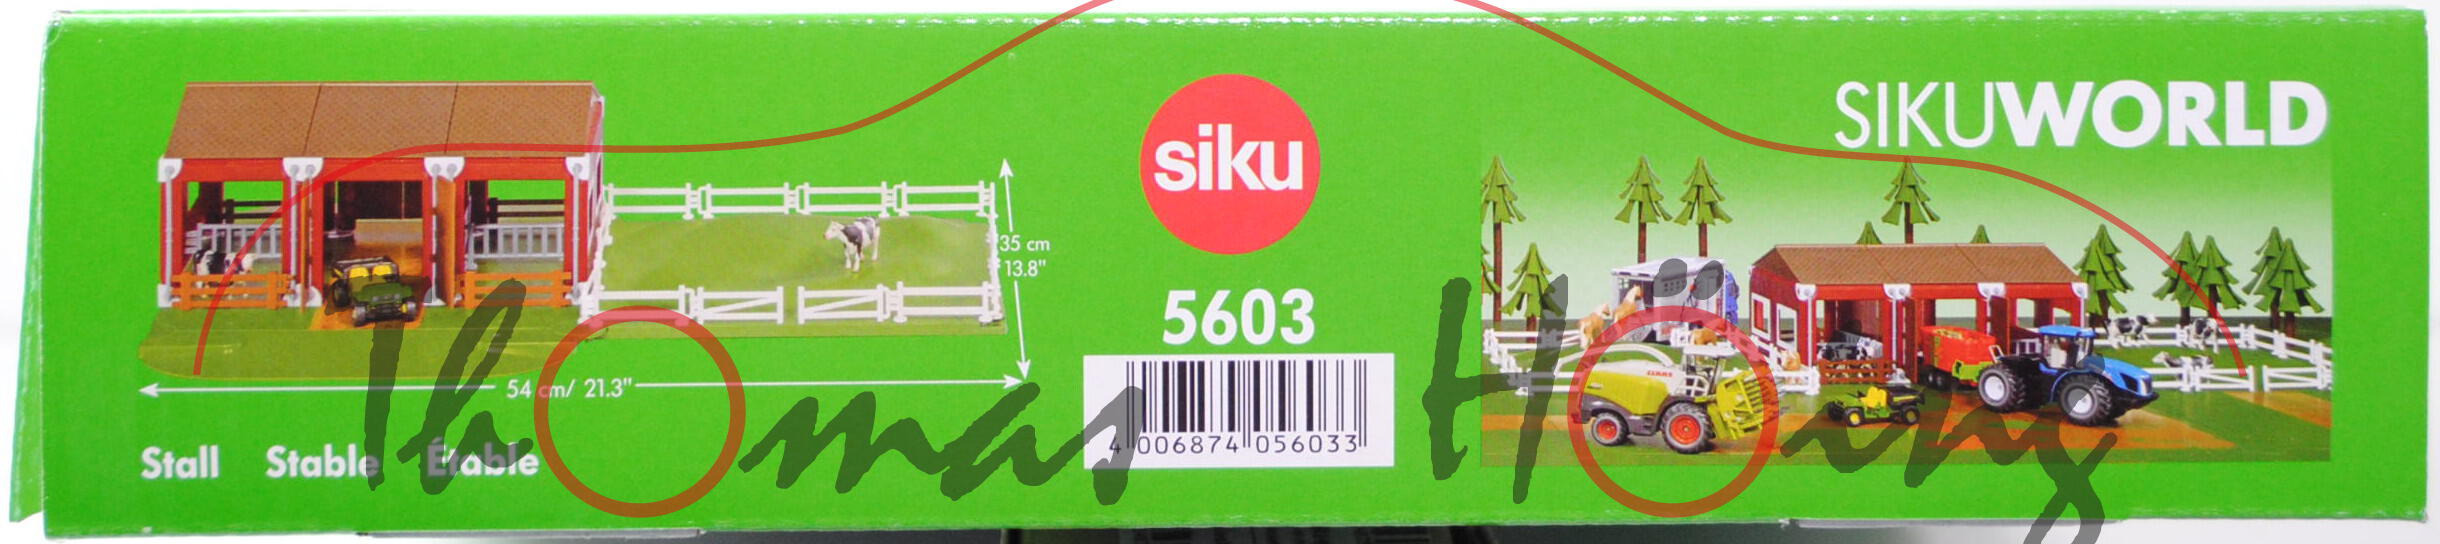 siku
SIKUWORLD
35 cm
13.8"
5603
54 cm/ 21.3"
CLAAS
4 006874 056033
Stall Stable Étable
Thomas Höing